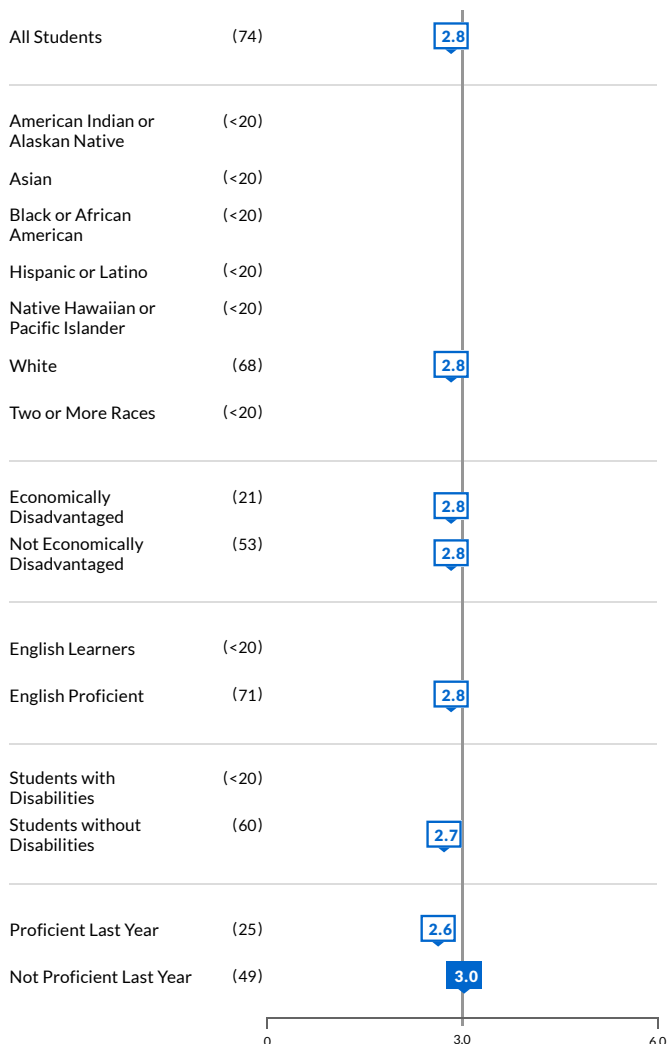 All Students (74) 2.8
American Indian or (<20)
Alaskan Native
Asian (<20)
Black or African (<20)
American
Hispanic or Latino (<20)
Native Hawaiian or (<20)
Pacific Islander
White (68) 2.8
Two or More Races (<20)
Economically (21) 2.8
Disadvantaged
Not Economically (53) 2.8
Disadvantaged
English Learners (<20)
English Proficient (71) 2.8
Students with (<20)
Disabilities
Students without (60) 2.7
Disabilities
Proficient Last Year (25) 2.6
Not Proficient Last Year (49) 3.0
0 3.0 6.0